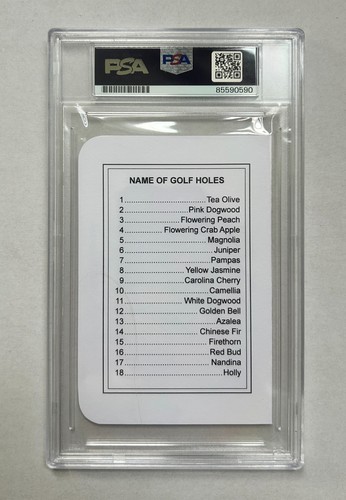 PSA PSA
85590590
NAME OF GOLF HOLES
1..............................Tea Olive
2......................Pink Dogwood
3....................Flowering Peach
4.............Flowering Crab Apple
5..............................Magnolia
6.................................Juniper
7................................Pampas
8.....................Yellow Jasmine
9.....................Carolina Cherry
10..............................Camellia
11....................White Dogwood
12..........................Golden Bell
13.................................Azalea
14..........................Chinese Fir
15..............................Firethorn
16..............................Red Bud
17..............................Nandina
18...................................Holly